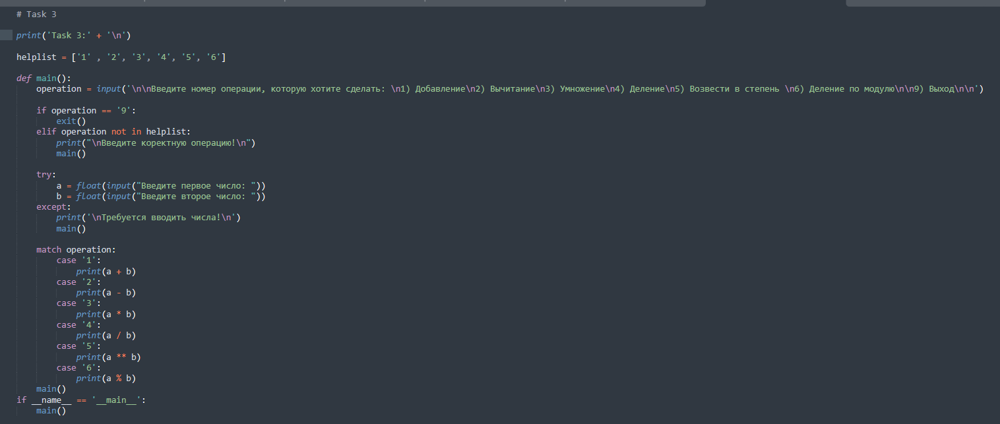 # Task 3
print('Task 3:' + '\n')
helplist = ['1' , '2', '3', '4', '5', '6']
def main():
operation = input('\n\nВведите номер операции, которую хотите сделать: \n1) Добавление\n2) Вычитание\n3) Умножение\n4) Деление\n5) Возвести в степень \n6) Деление по модулю\n\n9) Выход\n\n')
if operation == '9':
exit()
elif operation not in helplist:
print("\nВведите коректную операцию!\n")
main()
try:
a = float(input("Введите первое число: "))
b = float(input("Введите второе число: "))
except:
print('\nТребуется вводить числа!\n')
main()
match operation:
case '1':
print(a + b)
case '2':
print(a - b)
case '3':
print(a * b)
case '4':
print(a / b)
case '5':
print(a ** b)
case '6':
print(a % b)
main()
if __name__ == '__main__':
main()